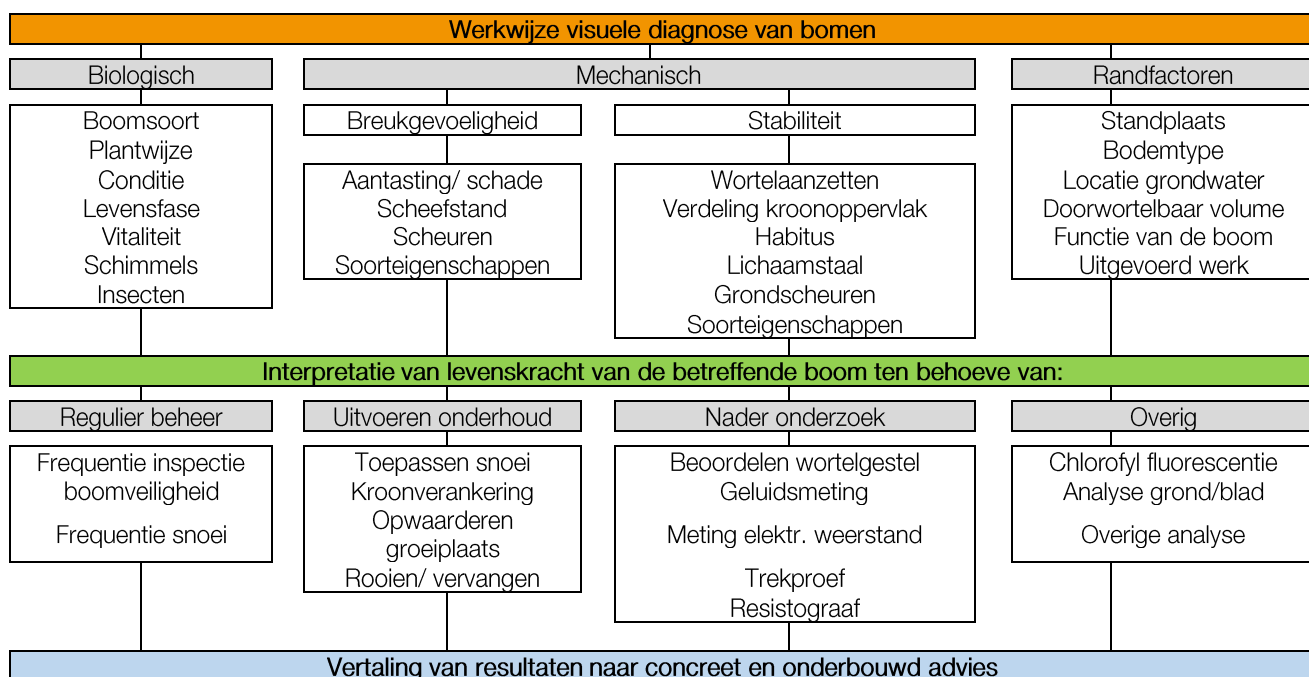 Werkwijze visuele diagnose van bomen
Biologisch
Mechanisch
Randfactoren
Boomsoort
Plantwijze
Conditie
Levensfase
Vitaliteit
Schimmels
Insecten
Breukgevoeligheid
Aantasting/ schade
Scheefstand
Scheuren
Soorteigenschappen
Stabiliteit
Wortelaanzetten
Verdeling kroonoppervlak
Habitus
Lichaamstaal
Grondscheuren
Soorteigenschappen
Standplaats
Bodemtype
Locatie grondwater
Doorwortelbaar volume
Functie van de boom
Uitgevoerd werk
Interpretatie van levenskracht van de betreffende boom ten behoeve van:
Regulier beheer
Frequentie inspectie
boomveiligheid
Frequentie snoei
Uitvoeren onderhoud
Toepassen snoei
Kroonverankering
Opwaarderen
groeiplaats
Rooien/ vervangen
Nader onderzoek
Beoordelen wortelgestel
Geluidsmeting
Meting elektr. weerstand
Trekproef
Resistograaf
Overig
Chlorofyl fluorescentie
Analyse grond/blad
Overige analyse
Vertaling van resultaten naar concreet en onderbouwd advies